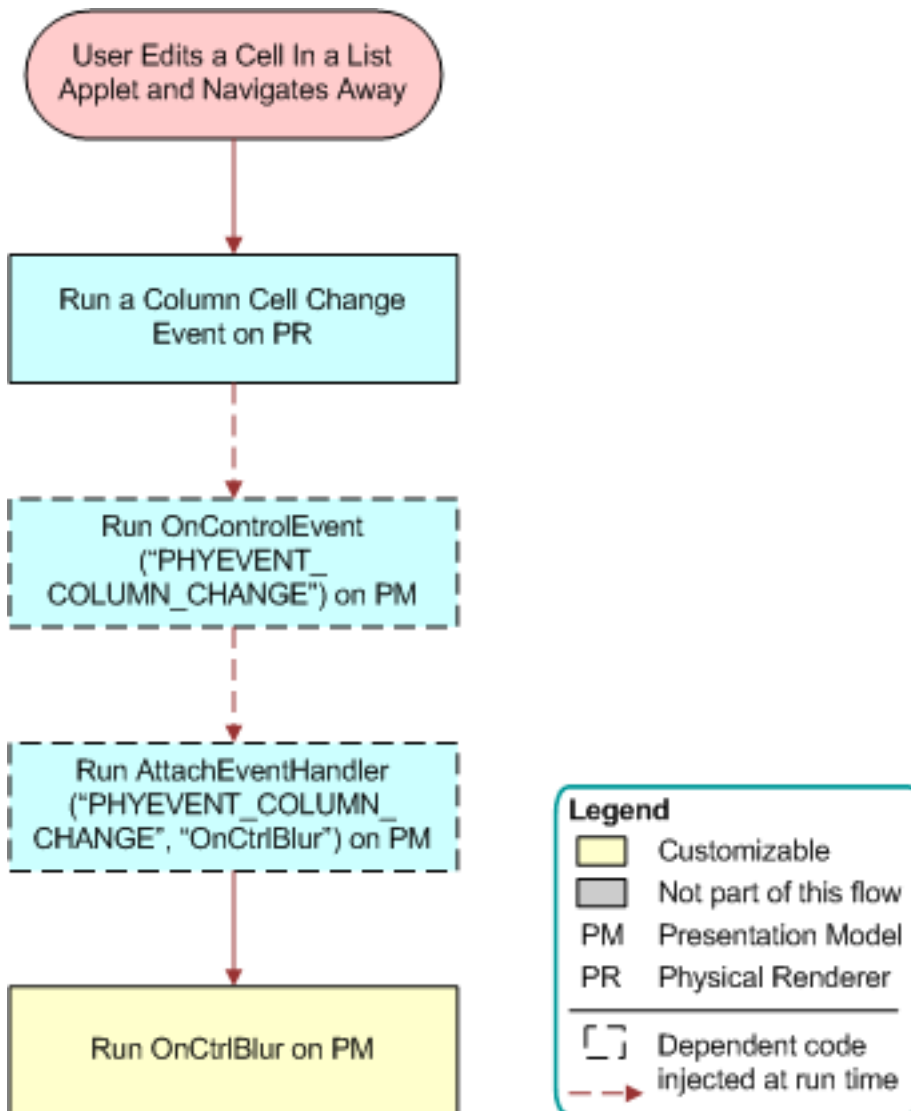 User Edits a Cell In a List
Applet and Navigates Away
Run a Column Cell Change
Event on PR
Run OnControlEvent
(“PHYEVENT_
COLUMN_CHANGE”) on PM
Run AttachEventHandler
(“PHYEVENT_COLUMN_
CHANGE”, “OnCtrlBlur”) on PM
Run OnCtrlBlur on PM
Legend
Customizable
Not part of this flow
PM Presentation Model
PR Physical Renderer
Dependent code
injected at run time